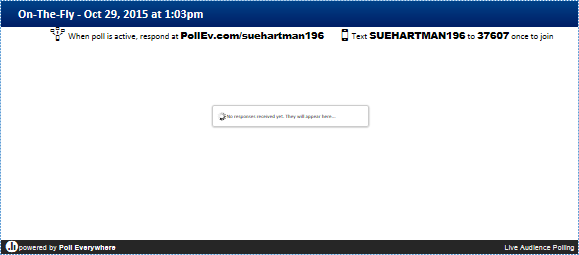 On-The-Fly - Oct 29, 2015 at 1:03pm
When poll is active, respond at PollEv.com/suehartman196 Text SUEHARTMAN196 to 37607 once to join
No responses received yet. They will appear here...
powered by Poll Everywhere Live Audience Polling